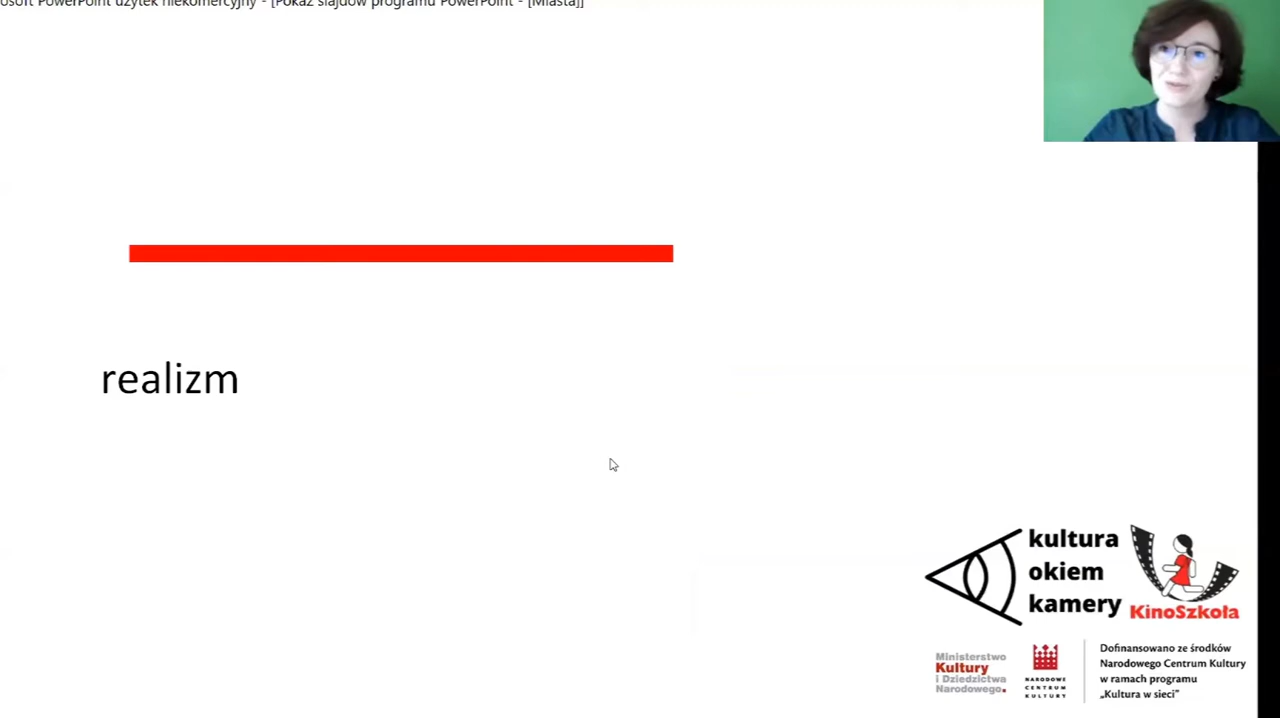 osoft PowerPoint użytek niekomercyjny - [Pokaz slajdów programu PowerPoint - [Miasta]]
realizm
kultura
okiem
kamery
KinoSzkoła
Ministerstwo
Kultury
i Dziedzictwa
Narodowego.
NARODOWE
CENTRUM
KULTURY
Dofinansowano ze środków
Narodowego Centrum Kultury
w ramach programu
„Kultura w sieci”